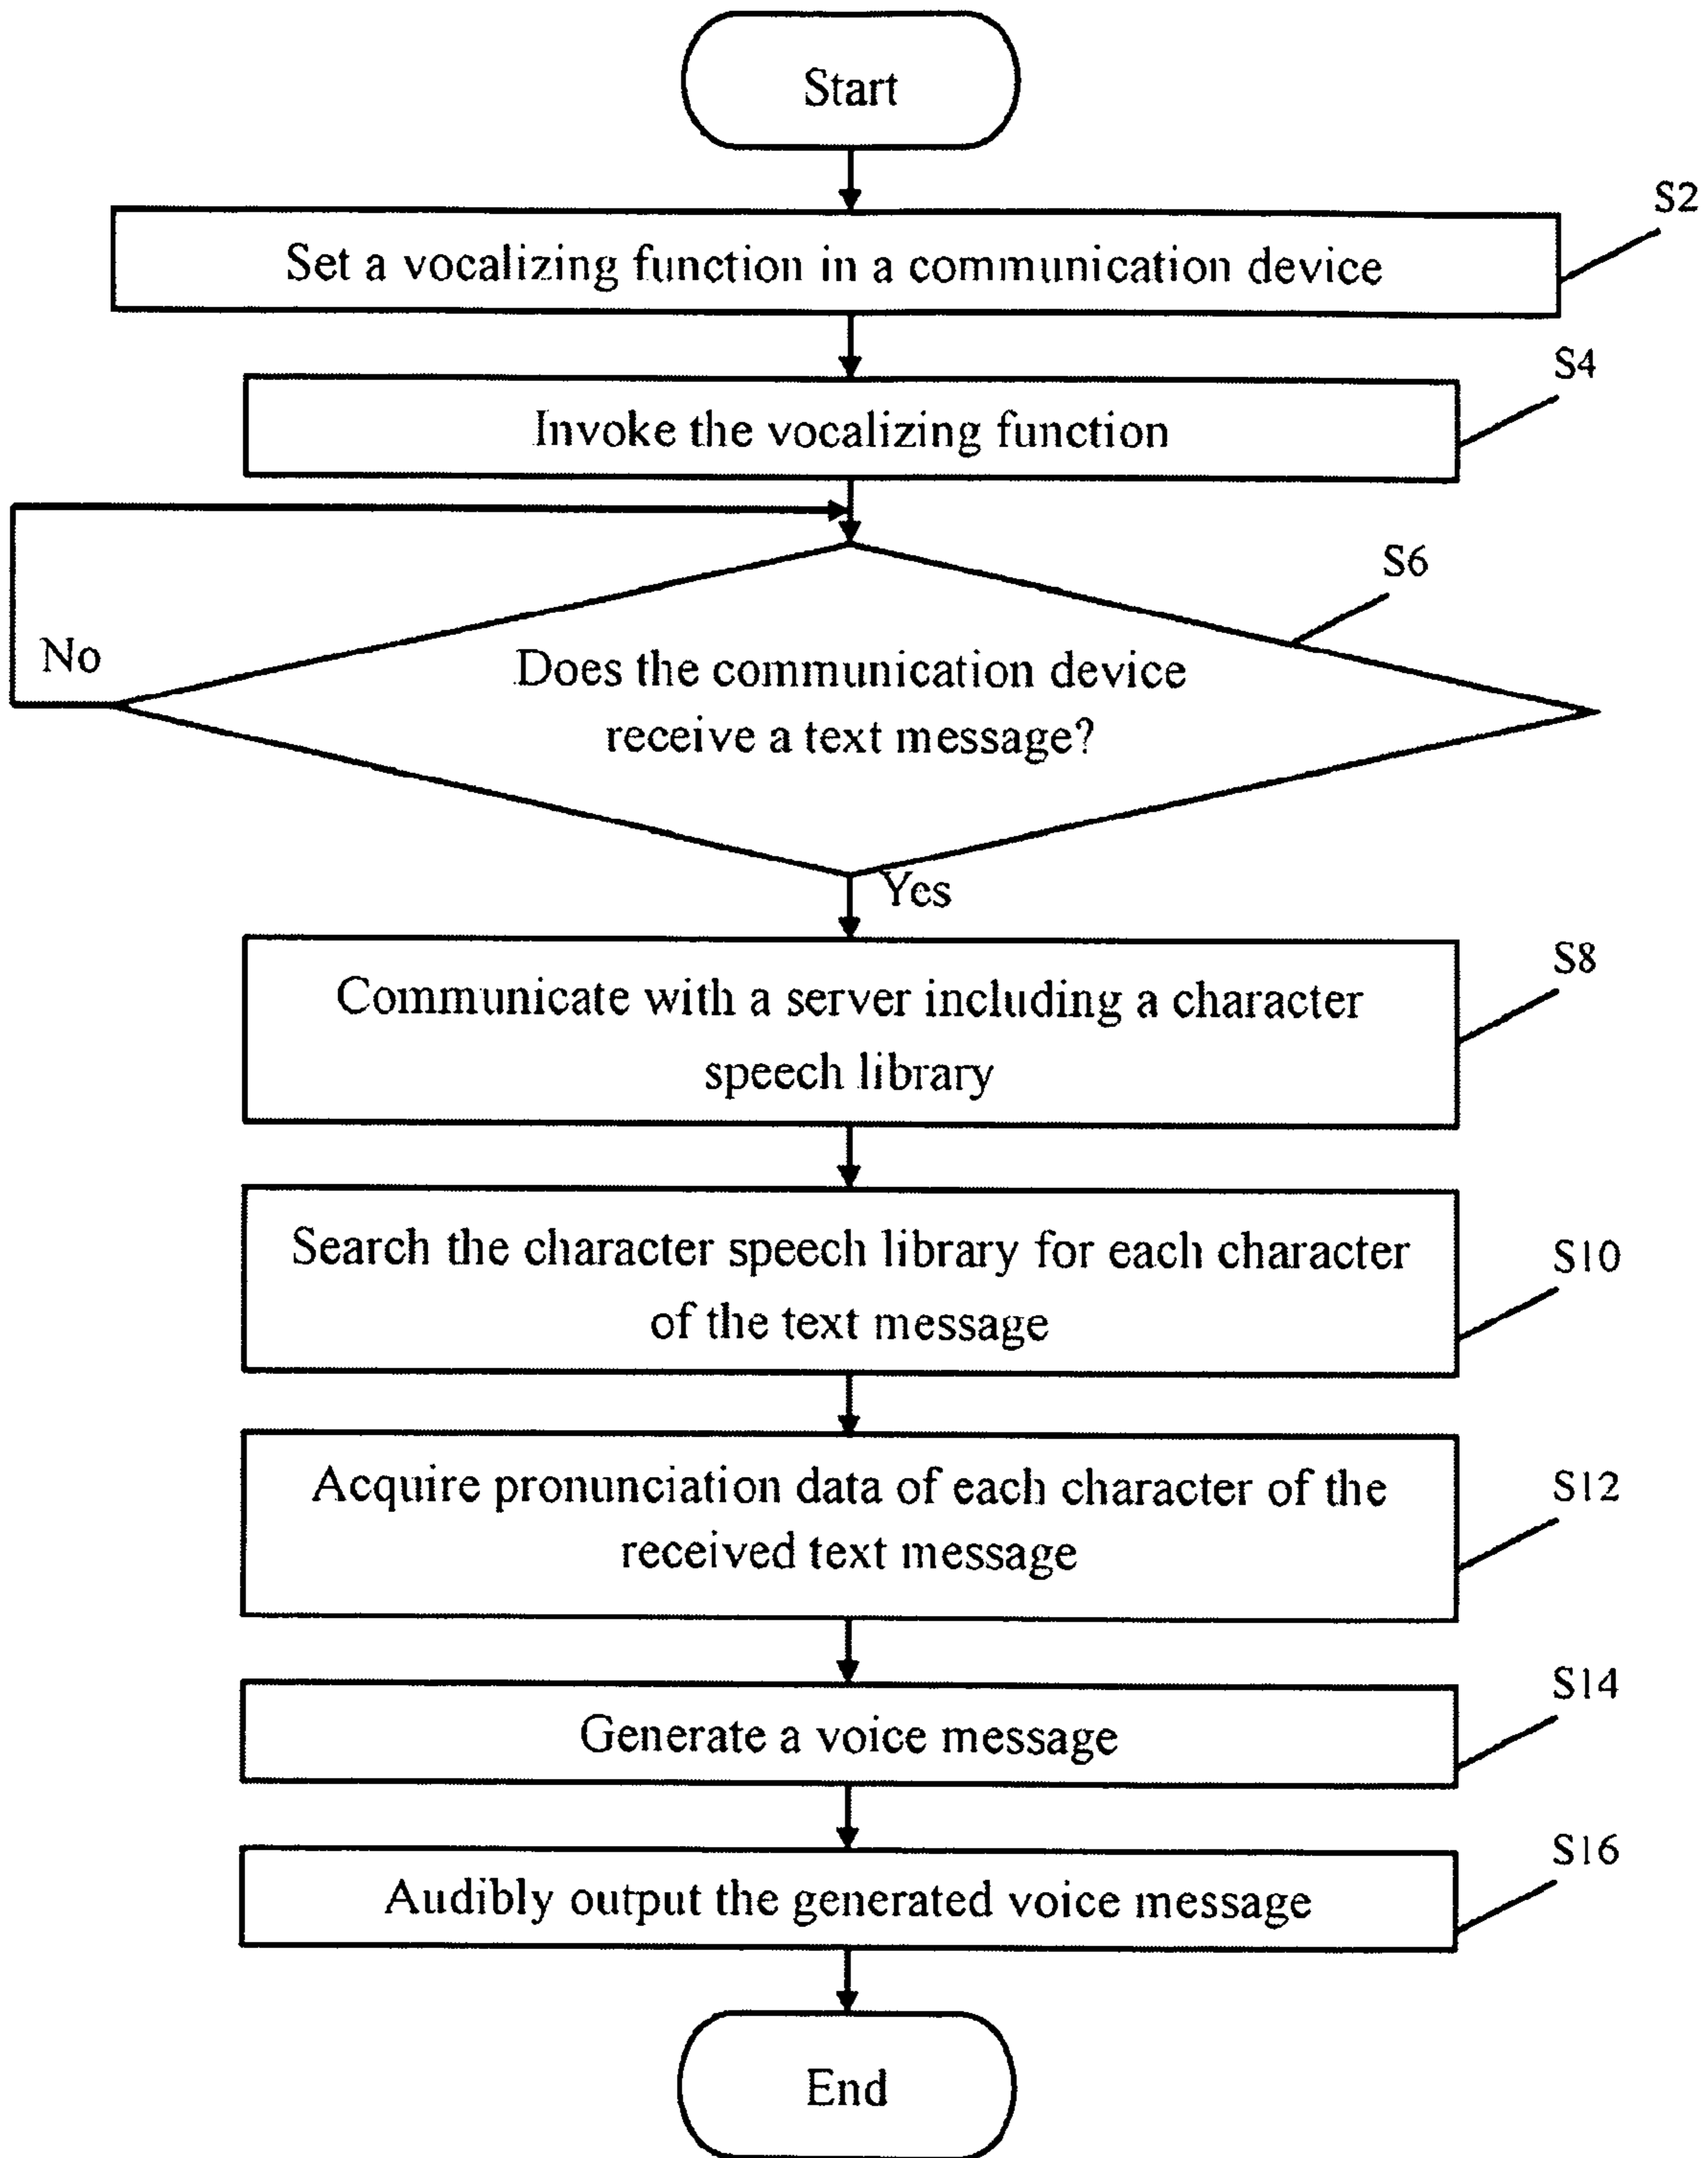 Start
S2
Set a vocalizing function in a communication device
S4
Invoke the vocalizing function
S6
No
Does the communication device
receive a text message?
Yes
S8
Communicate with a server including a character
speech library
Search the character speech library for each character
S10
of the text message
Acquire pronunciation data of each character of the
S12
received text message
S14
Generate a voice message
S16
Audibly output the generated voice message
End